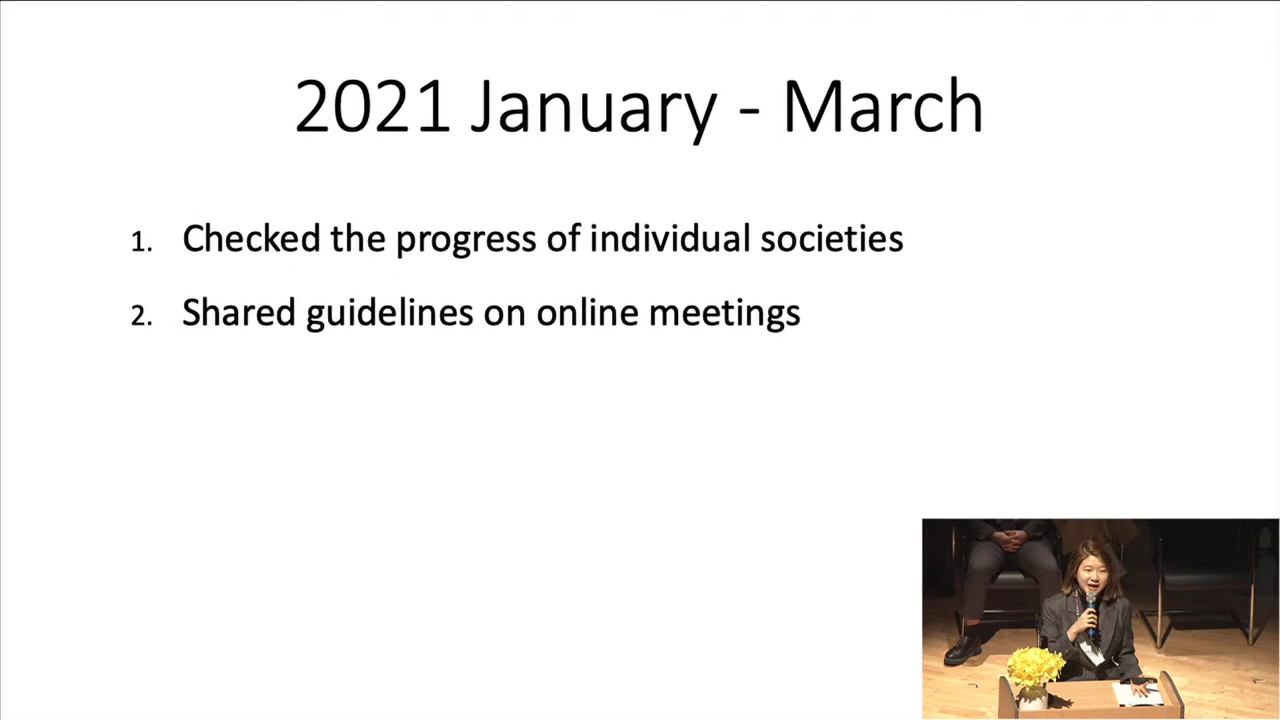 2021 January - March
1. Checked the progress of individual societies
2. Shared guidelines on online meetings